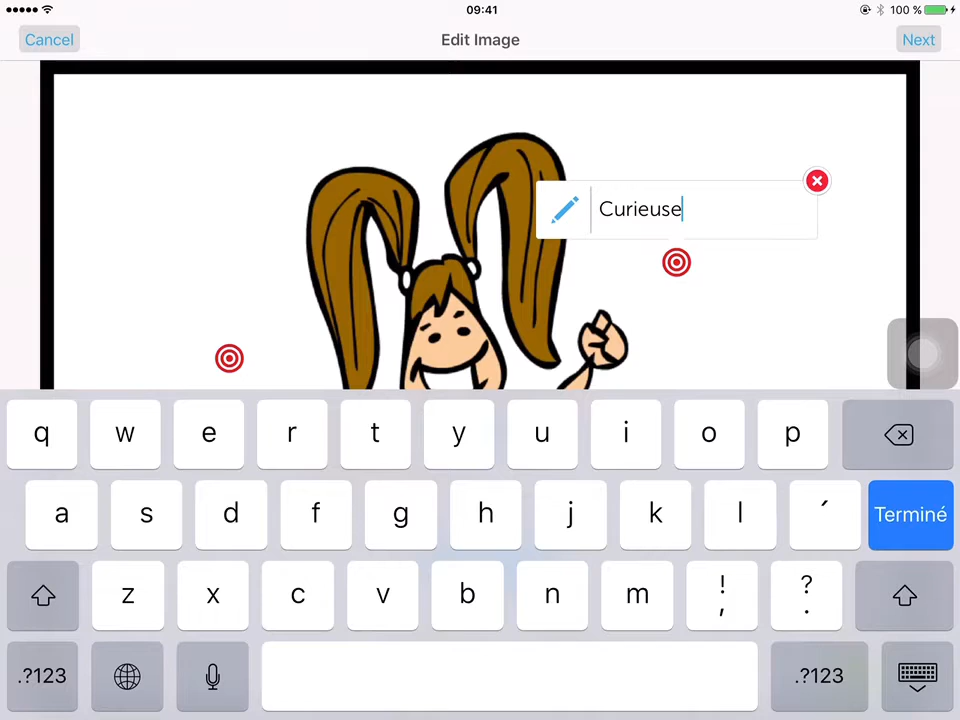 09:41
100 %
Cancel
Edit Image
Next
Curieuse
q w e r t y u i o p
a s d f g h j k l ´
Terminé
z x c v b n m ! , ? .
.?123
.?123